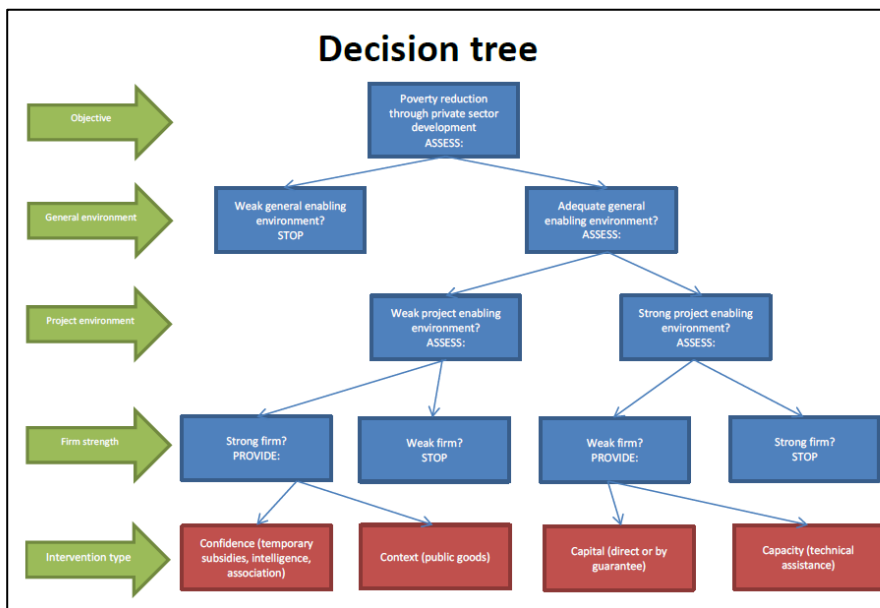 Decision tree
Objective
Poverty reduction
through private sector
development
ASSESS:
General environment
Weak general enabling
environment?
STOP
Adequate general
enabling environment?
ASSESS:
Project environment
Weak project enabling
environment?
ASSESS:
Strong project enabling
environment?
ASSESS:
Firm strength
Strong firm?
PROVIDE:
Weak firm?
STOP
Weak firm?
PROVIDE:
Strong firm?
STOP
Intervention type
Confidence (temporary
subsidies, intelligence,
association)
Context (public goods)
Capital (direct or by
guarantee)
Capacity (technical
assistance)